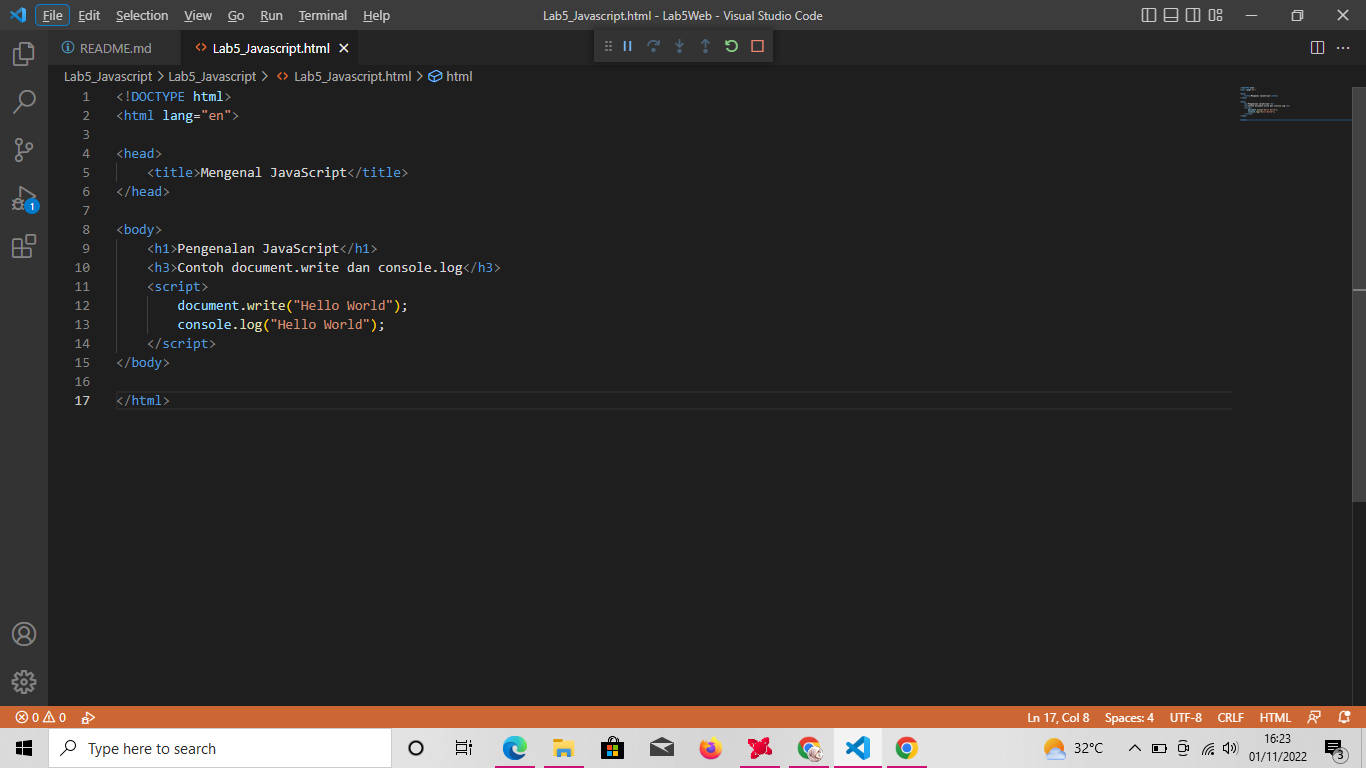 File Edit Selection View Go Run Terminal Help Lab5_Javascript.html - Lab5Web - Visual Studio Code
README.md Lab5_Javascript.html
Lab5_Javascript > Lab5_Javascript > Lab5_Javascript.html > html
1 <!DOCTYPE html>
2 <html lang="en">
3
4 <head>
5     <title>Mengenal JavaScript</title>
6 </head>
7
8 <body>
9     <h1>Pengenalan JavaScript</h1>
10     <h3>Contoh document.write dan console.log</h3>
11     <script>
12         document.write("Hello World");
13         console.log("Hello World");
14     </script>
15 </body>
16
17 </html>
1
0 0 Ln 17, Col 8 Spaces: 4 UTF-8 CRLF HTML
Type here to search 32°C 16:23
01/11/2022 3